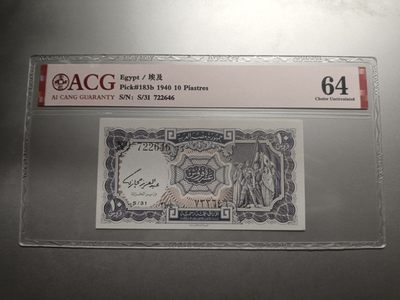 ACG
AI CANG GUARANTY
Egypt / 埃及
Pick#183b 1940 10 Piastres
S/N: S/31 722646
64
Choice Uncirculated
722646
S/31